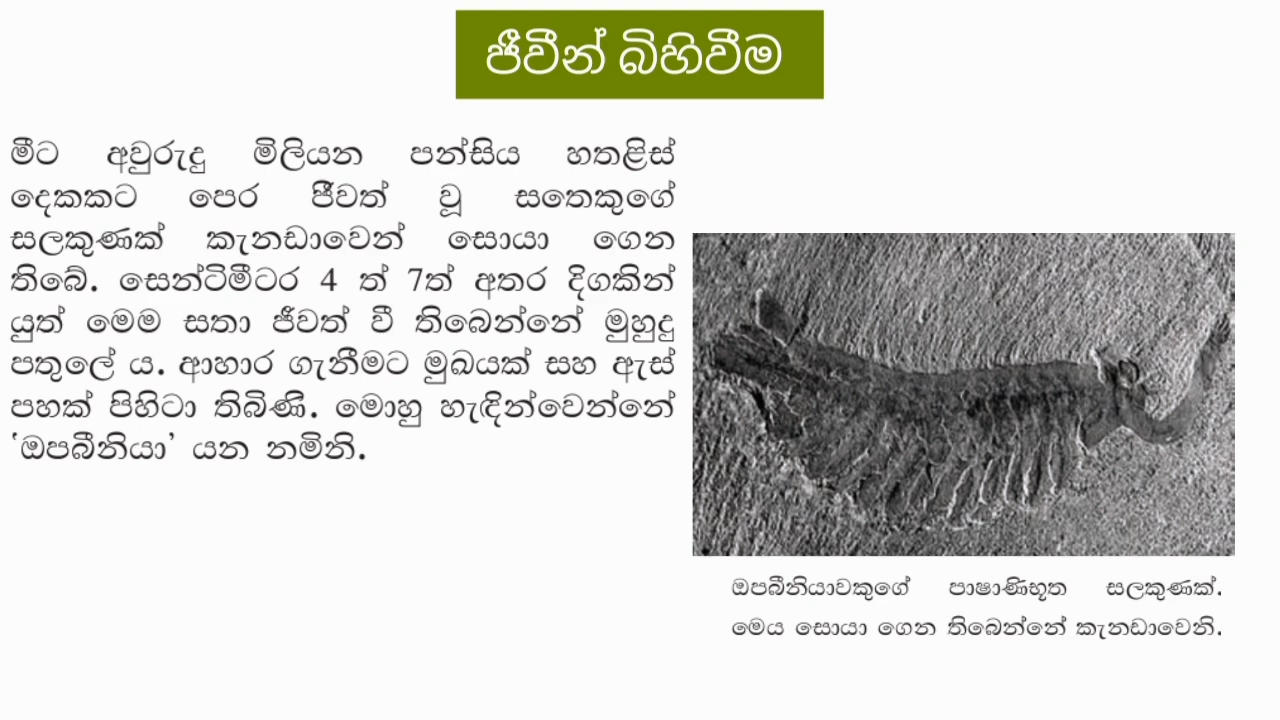 ජීවීන් බිහිවීම
මීට අවුරුදු මිලියන පන්සිය හතළිස්
දෙකකට පෙර ජීවත් වූ සතෙකුගේ
සලකුණක් කැනඩාවෙන් සොයා ගෙන
තිබේ. සෙන්ටිමීටර 4 ත් 7ත් අතර දිගකින්
යුත් මෙම සතා ජීවත් වී තිබෙන්නේ මුහුදු
පතුලේ ය. ආහාර ගැනීමට මුඛයක් සහ ඇස්
පහක් පිහිටා තිබිණි. මොහු හැඳින්වෙන්නේ
‘ඔපබීනියා’ යන නමිනි.
ඔපබීනියාවකුගේ පාෂාණිභූත සලකුණක්.
මෙය සොයා ගෙන තිබෙන්නේ කැනඩාවෙනි.